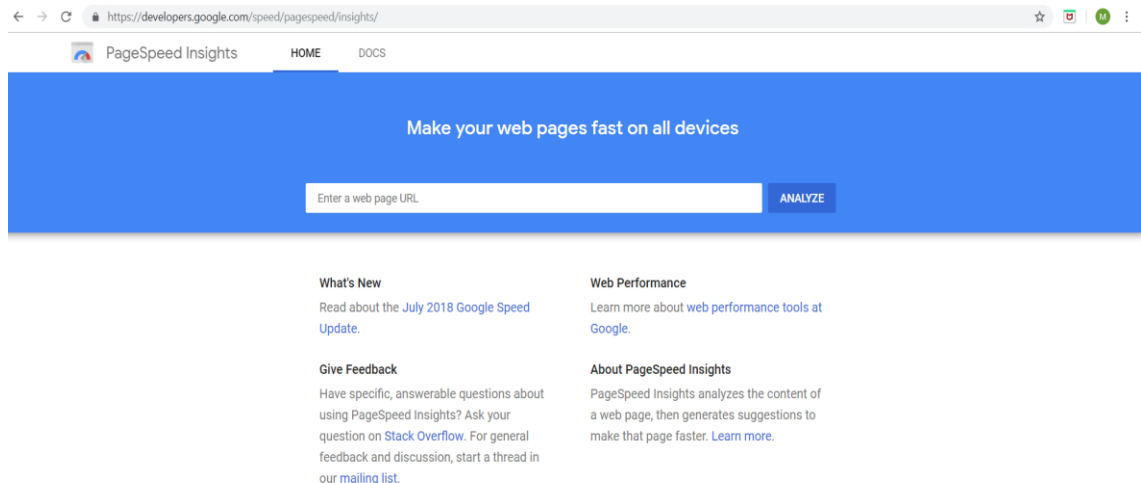 https://developers.google.com/speed/pagespeed/insights/
M
PageSpeed Insights
HOME
DOCS
Make your web pages fast on all devices
Enter a web page URL
ANALYZE
What's New
Read about the July 2018 Google Speed
Update.
Web Performance
Learn more about web performance tools at
Google.
Give Feedback
Have specific, answerable questions about
using PageSpeed Insights? Ask your
question on Stack Overflow. For general
feedback and discussion, start a thread in
our mailing list.
About PageSpeed Insights
PageSpeed Insights analyzes the content of
a web page, then generates suggestions to
make that page faster. Learn more.